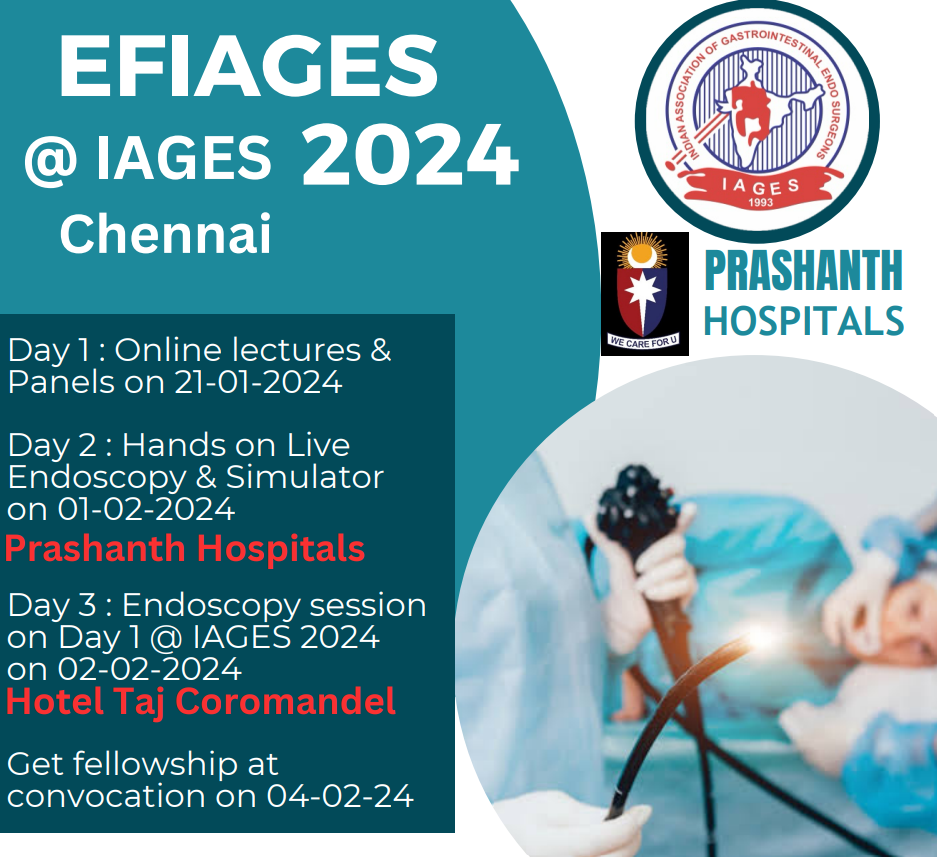 EFIAGES
@ IAGES 2024
Chennai
INDIAN ASSOCIATION OF GASTROINTESTINAL ENDO SURGEONS
IAGES
1993
WE CARE FOR U
PRASHANTH
HOSPITALS
Day 1 : Online lectures &
Panels on 21-01-2024
Day 2 : Hands on Live
Endoscopy & Simulator
on 01-02-2024
Prashanth Hospitals
Day 3 : Endoscopy session
on Day 1 @ IAGES 2024
on 02-02-2024
Hotel Taj Coromandel
Get fellowship at
convocation on 04-02-24